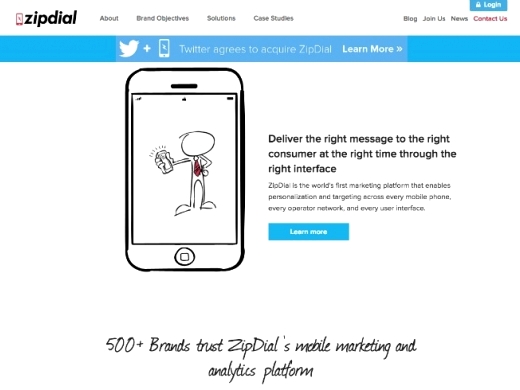 Login
zipdial About Brand Objectives Solutions Case Studies Blog Join Us News Contact Us
Twitter agrees to acquire ZipDial Learn More »
Deliver the right message to the right
consumer at the right time through the
right interface
ZipDial is the world's first marketing platform that enables
personalization and targeting across every mobile phone,
every operator network, and every user interface.
Learn more
500+ Brands trust ZipDial's mobile marketing and
analytics platform